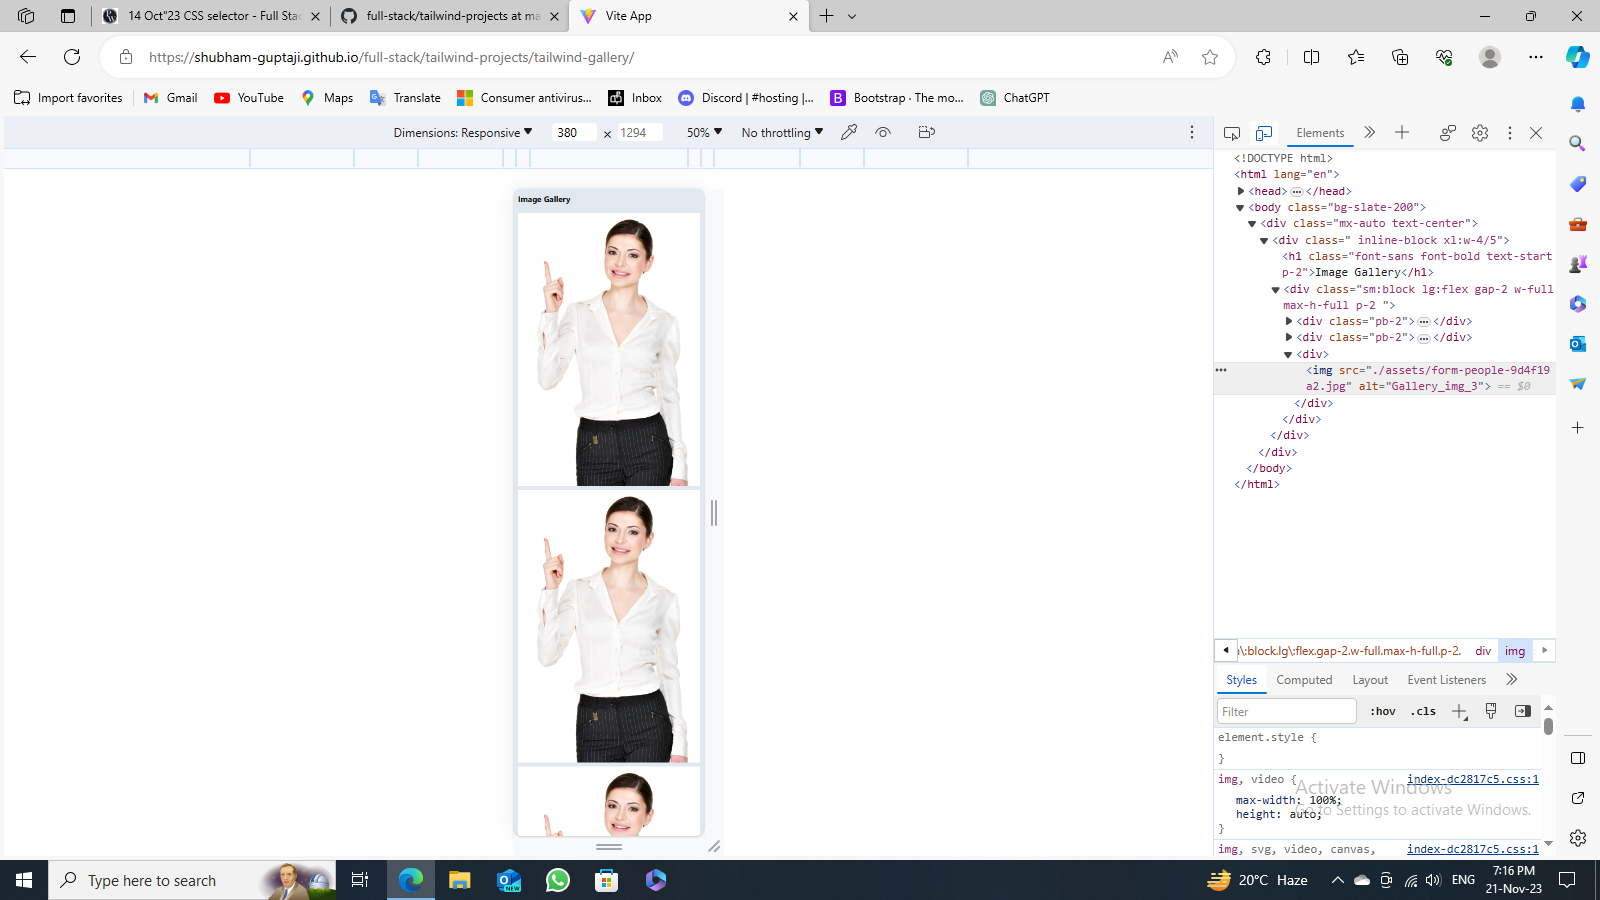 14 Oct"23 CSS selector - Full Stac
full-stack/tailwind-projects at ma
Vite App
https://shubham-guptaji.github.io/full-stack/tailwind-projects/tailwind-gallery/
Import favorites
Gmail
YouTube
Maps
Translate
Consumer antivirus...
Inbox
Discord | #hosting |...
Bootstrap · The mo...
ChatGPT
Dimensions: Responsive
380 x 1294
50%
No throttling
Elements
Image Gallery
<!DOCTYPE html>
<html lang="en">
<head> ... </head>
<body class="bg-slate-200">
<div class="mx-auto text-center">
<div class=" inline-block xl:w-4/5">
<h1 class="font-sans font-bold text-start
p-2">Image Gallery</h1>
<div class="sm:block lg:flex gap-2 w-full
max-h-full p-2 ">
<div class="pb-2"> ... </div>
<div class="pb-2"> ... </div>
<div>
<img src="./assets/form-people-9d4f19
a2.jpg" alt="Gallery_img_3"> == $0
</div>
</div>
</div>
</div>
</body>
</html>
\:block.lg\:flex.gap-2.w-full.max-h-full.p-2.
div
img
Styles
Computed
Layout
Event Listeners
Filter
:hov
.cls
element.style {
}
img, video {
index-dc2817c5.css:1
max-width: 100%;
height: auto;
}
img, svg, video, canvas,
index-dc2817c5.css:1
Activate Windows
Go to Settings to activate Windows.
Type here to search
NEW
20°C Haze
ENG
7:16 PM
21-Nov-23